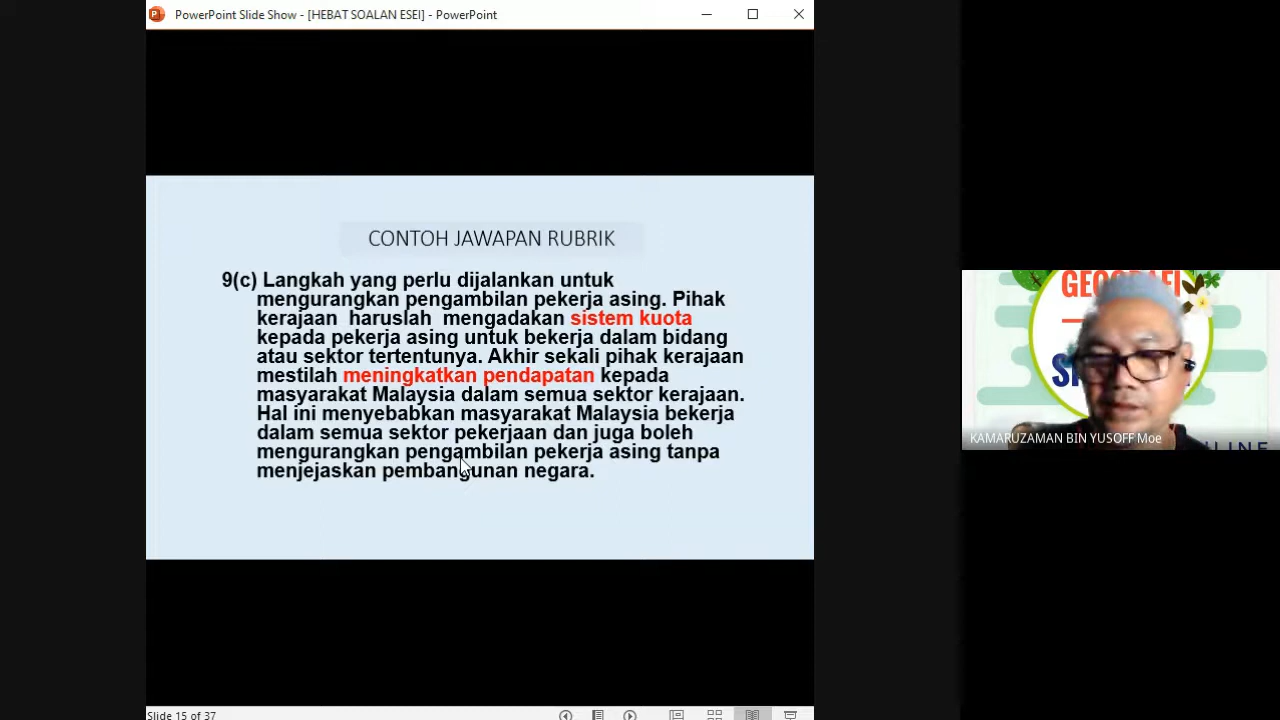 PowerPoint Slide Show - [HEBAT SOALAN ESEI] - PowerPoint
CONTOH JAWAPAN RUBRIK
9(c) Langkah yang perlu dijalankan untuk
mengurangkan pengambilan pekerja asing. Pihak
kerajaan haruslah mengadakan sistem kuota
kepada pekerja asing untuk bekerja dalam bidang
atau sektor tertentunya. Akhir sekali pihak kerajaan
mestilah meningkatkan pendapatan kepada
masyarakat Malaysia dalam semua sektor kerajaan.
Hal ini menyebabkan masyarakat Malaysia bekerja
dalam semua sektor pekerjaan dan juga boleh
mengurangkan pengambilan pekerja asing tanpa
menjejaskan pembangunan negara.
KAMARUZAMAN BIN YUSOFF Moe
Slide 15 of 37